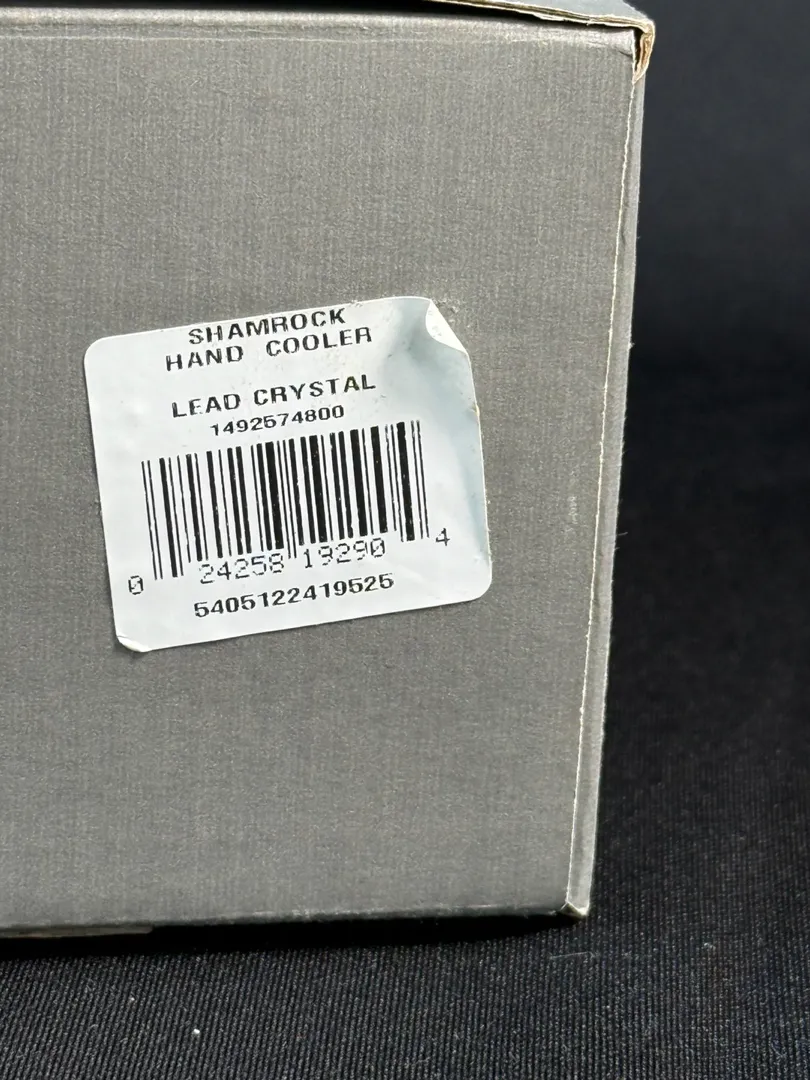 SHAMROCK
HAND COOLER
LEAD CRYSTAL
1492574800
0 24258 19290 4
5405122419525